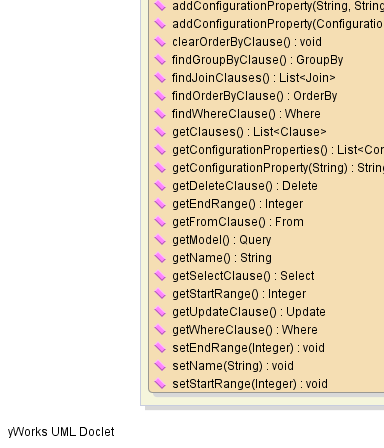 addConfigurationProperty(String, String
addConfigurationProperty(Configuratio
clearOrderByClause() : void
findGroupByClause() : GroupBy
findJoinClauses() : List<Join>
findOrderByClause() : OrderBy
findWhereClause() : Where
getClauses() : List<Clause>
getConfigurationProperties() : List<Cor
getConfigurationProperty(String) : String
getDeleteClause() : Delete
getEndRange() : Integer
getFromClause() : From
getModel() : Query
getName() : String
getSelectClause() : Select
getStartRange() : Integer
getUpdateClause() : Update
getWhereClause() : Where
setEndRange(Integer) : void
setName(String) : void
setStartRange(Integer) : void
yWorks UML Doclet